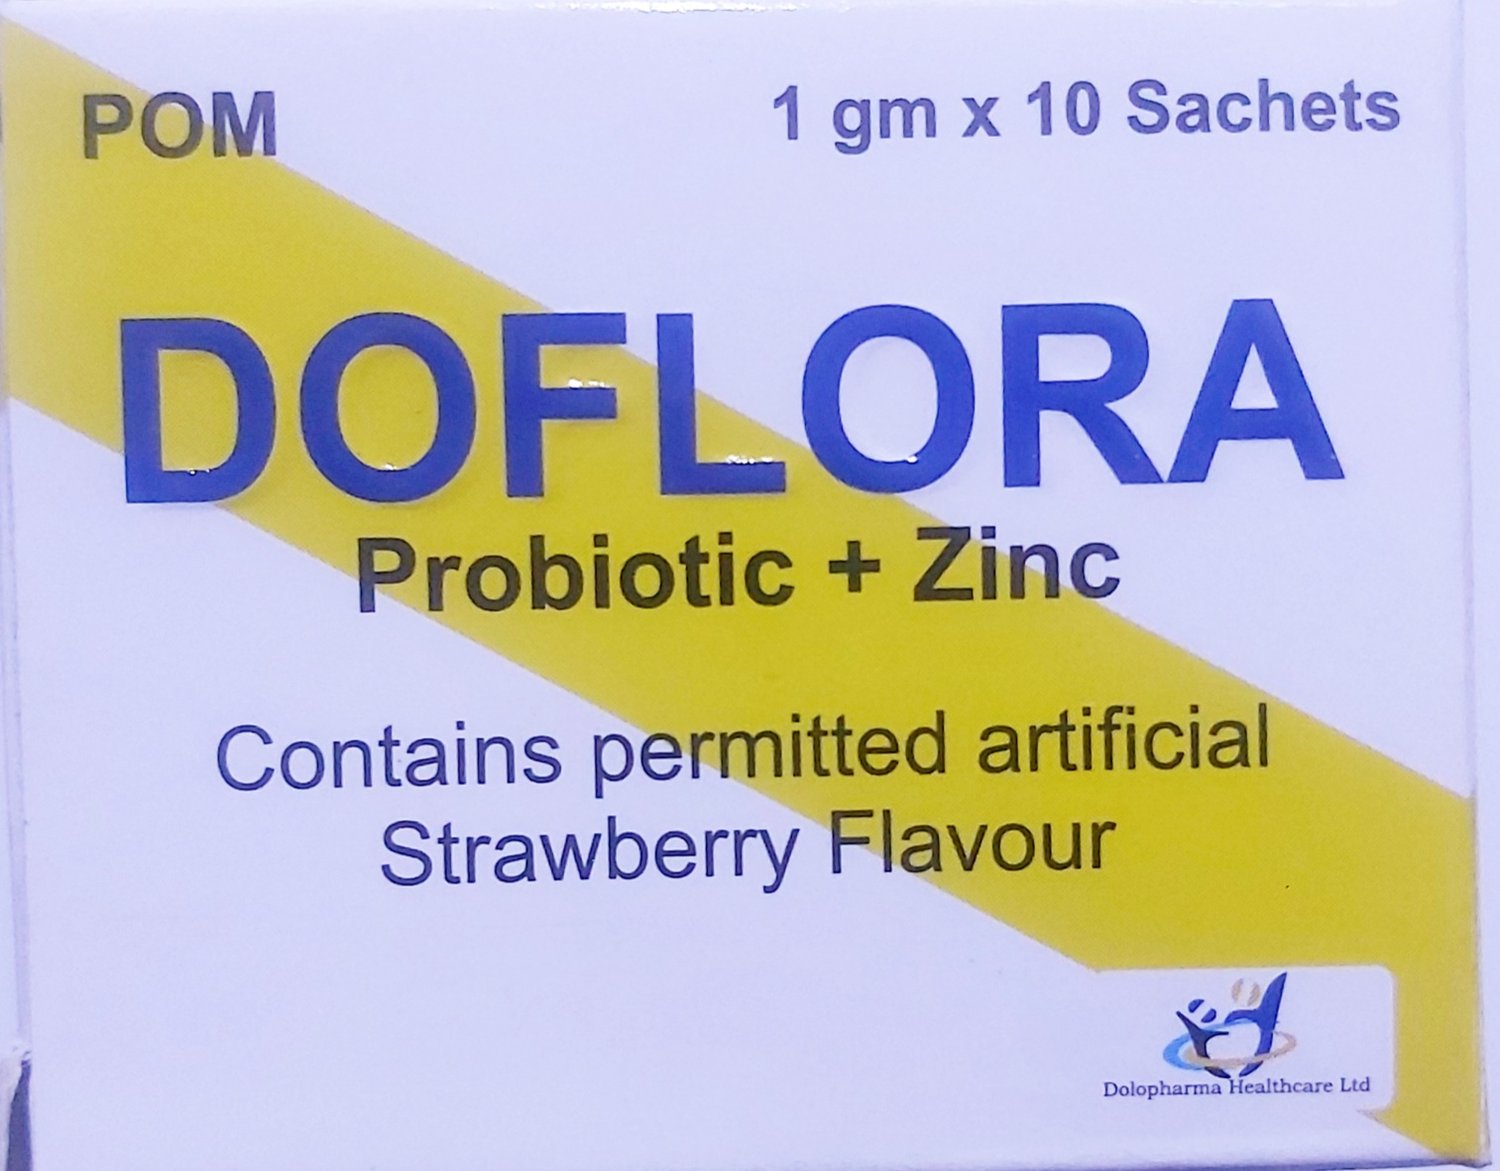 POM
1 gm x 10 Sachets
DOFLORA
Probiotic + Zinc
Contains permitted artificial
Strawberry Flavour
Dolopharma Healthcare Ltd